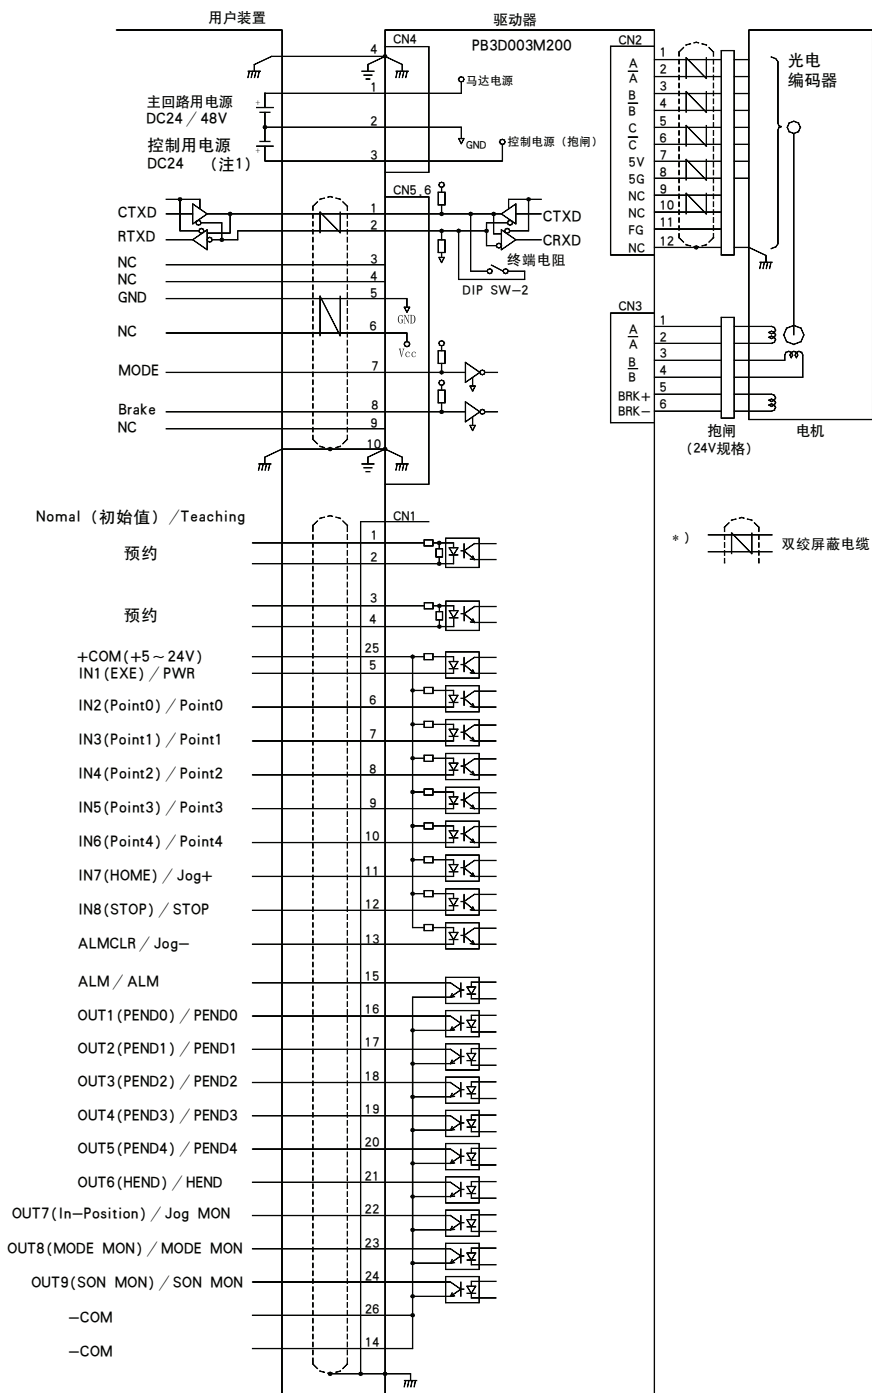 用户装置
驱动器
PB3D003M200
CN4
4
1
马达电源
主回路用电源
DC24／48V
2
GND
控制电源（抱闸）
控制用电源
DC24 （注1）
3
CN5,6
CTXD
1
CTXD
RTXD
2
CRXD
终端电阻
DIP SW-2
NC
3
NC
4
GND
5
GND
NC
6
Vcc
MODE
7
Brake
8
NC
9
10
CN2
A
1
A
2
B
3
B
4
C
5
C
6
5V
7
5G
8
NC
9
NC
10
FG
11
NC
12
光电
编码器
CN3
A
1
A
2
B
3
B
4
BRK+
5
BRK-
6
抱闸
(24V规格)
电机
*）
双绞屏蔽电缆
Nomal（初始值）/Teaching
CN1
预约
1
2
预约
3
4
+COM(+5～24V)
25
IN1(EXE)／PWR
5
IN2(Point0)／Point0
6
IN3(Point1)／Point1
7
IN4(Point2)／Point2
8
IN5(Point3)／Point3
9
IN6(Point4)／Point4
10
IN7(HOME)／Jog+
11
IN8(STOP)／STOP
12
ALMCLR／Jog-
13
ALM／ALM
15
OUT1(PEND0)／PEND0
16
OUT2(PEND1)／PEND1
17
OUT3(PEND2)／PEND2
18
OUT4(PEND3)／PEND3
19
OUT5(PEND4)／PEND4
20
OUT6(HEND)／HEND
21
OUT7(In-Position)／Jog MON
22
OUT8(MODE MON)／MODE MON
23
OUT9(SON MON)／SON MON
24
-COM
26
-COM
14